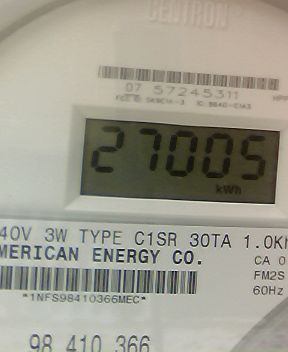 CENTRON
07 57245311
27005
kWh
40V 3W TYPE C1SR 30TA 1.0Kh
MERICAN ENERGY CO.
CA 0
FM2S
60Hz
*1NFS98410366MEC*
98 410 366